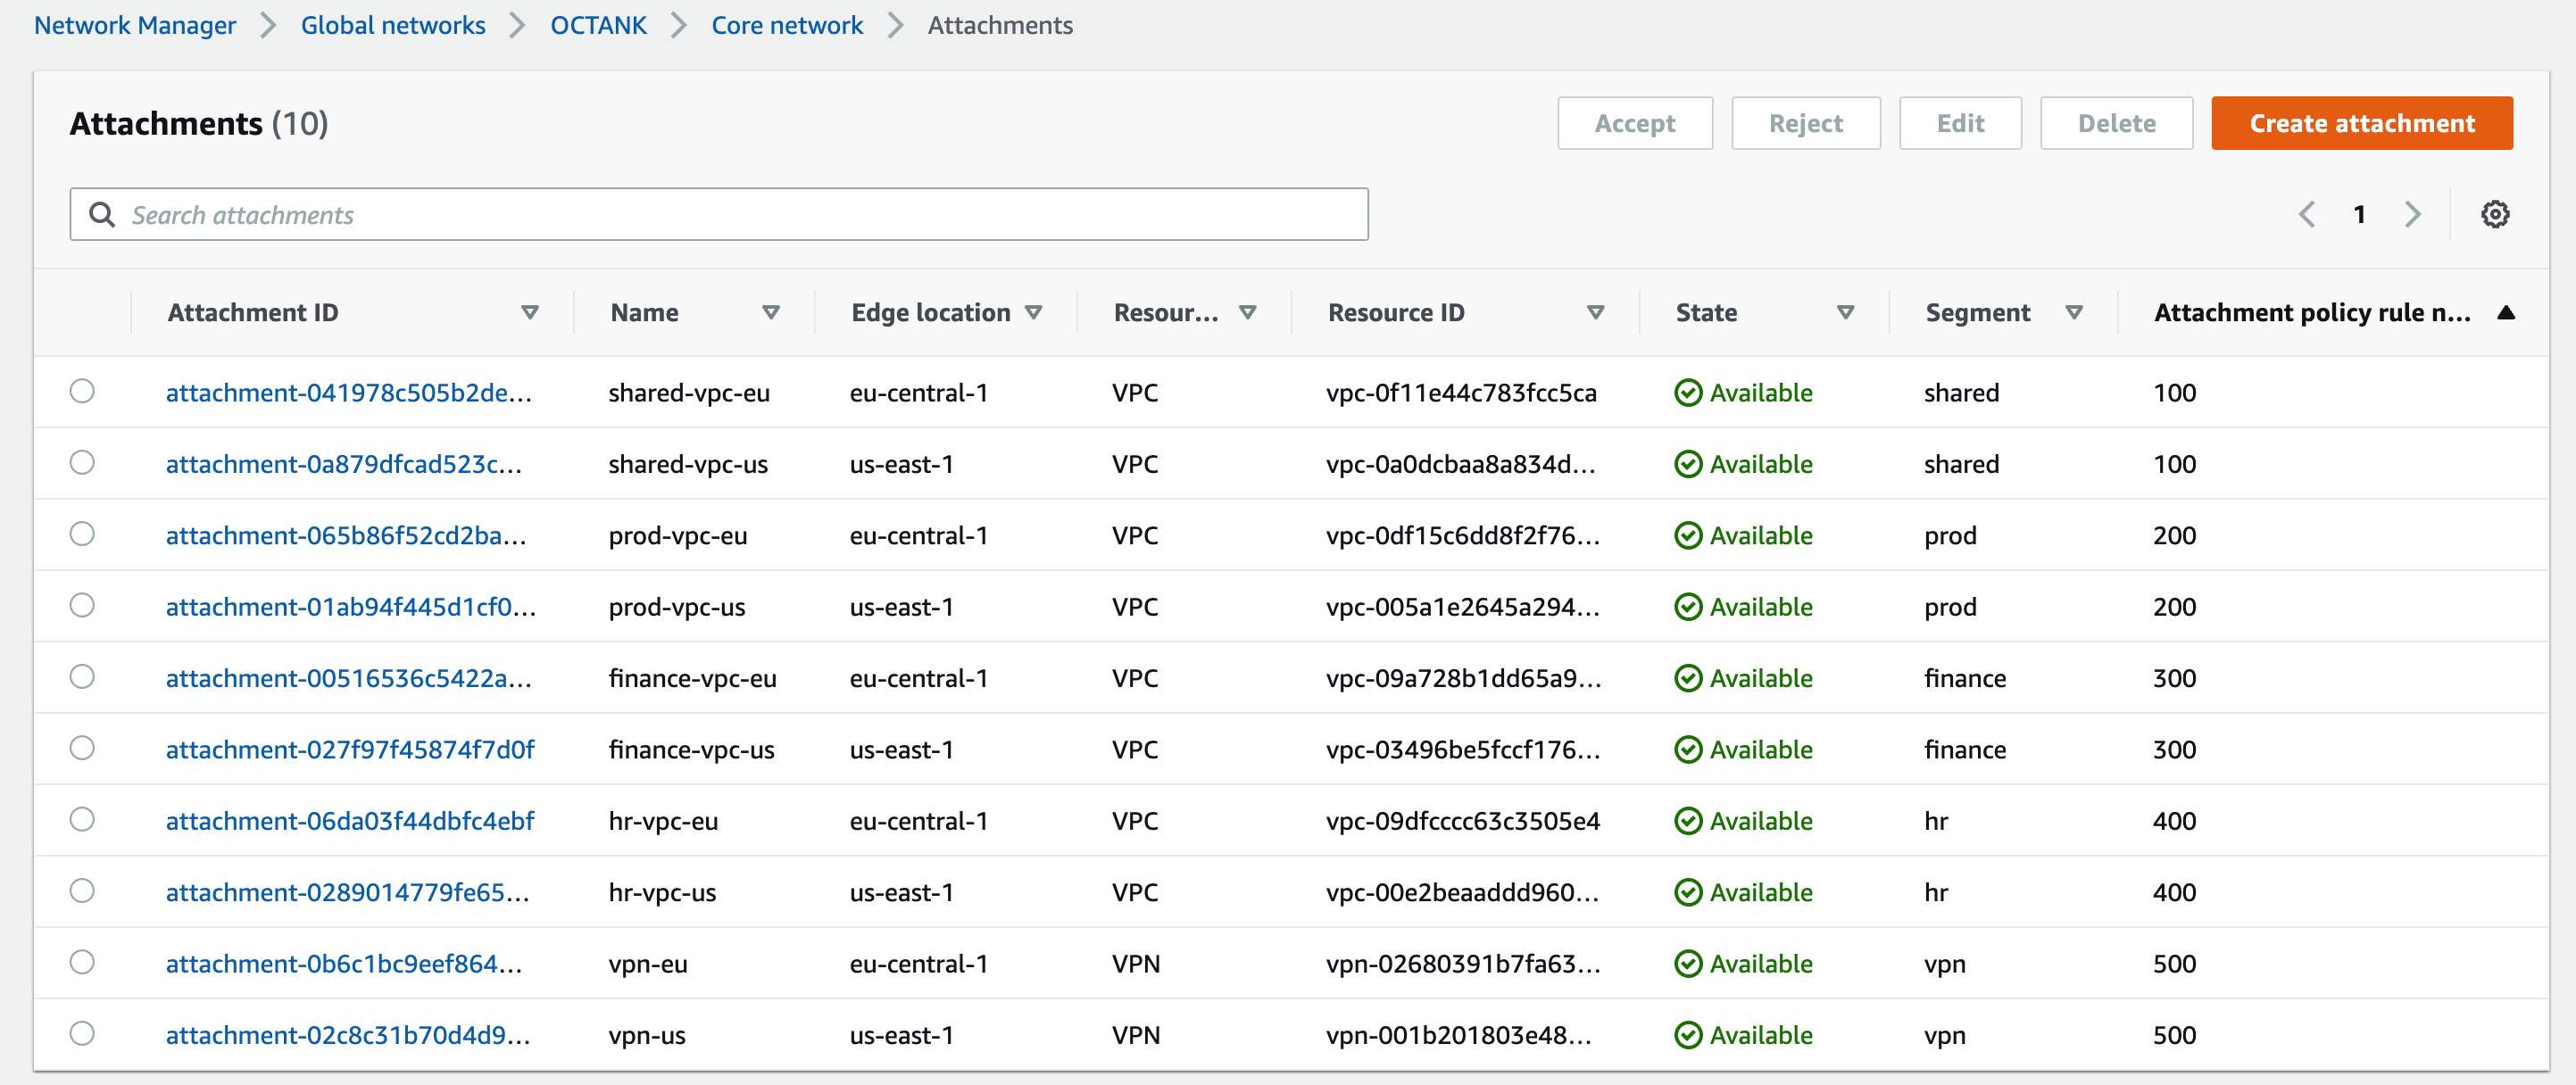 Network Manager > Global networks > OCTANK > Core network > Attachments
Attachments (10) Accept Reject Edit Delete Create attachment
Search attachments 1
Attachment ID Name Edge location Resour... Resource ID State Segment Attachment policy rule n...
attachment-041978c505b2de... shared-vpc-eu eu-central-1 VPC vpc-0f11e44c783fcc5ca Available shared 100
attachment-0a879dfcad523c... shared-vpc-us us-east-1 VPC vpc-0a0dcbaa8a834d... Available shared 100
attachment-065b86f52cd2ba... prod-vpc-eu eu-central-1 VPC vpc-0df15c6dd8f2f76... Available prod 200
attachment-01ab94f445d1cf0... prod-vpc-us us-east-1 VPC vpc-005a1e2645a294... Available prod 200
attachment-00516536c5422a... finance-vpc-eu eu-central-1 VPC vpc-09a728b1dd65a9... Available finance 300
attachment-027f97f45874f7d0f finance-vpc-us us-east-1 VPC vpc-03496be5fccf176... Available finance 300
attachment-06da03f44dbfc4ebf hr-vpc-eu eu-central-1 VPC vpc-09dfcccc63c3505e4 Available hr 400
attachment-0289014779fe65... hr-vpc-us us-east-1 VPC vpc-00e2beaaddd960... Available hr 400
attachment-0b6c1bc9eef864... vpn-eu eu-central-1 VPN vpn-02680391b7fa63... Available vpn 500
attachment-02c8c31b70d4d9... vpn-us us-east-1 VPN vpn-001b201803e48... Available vpn 500